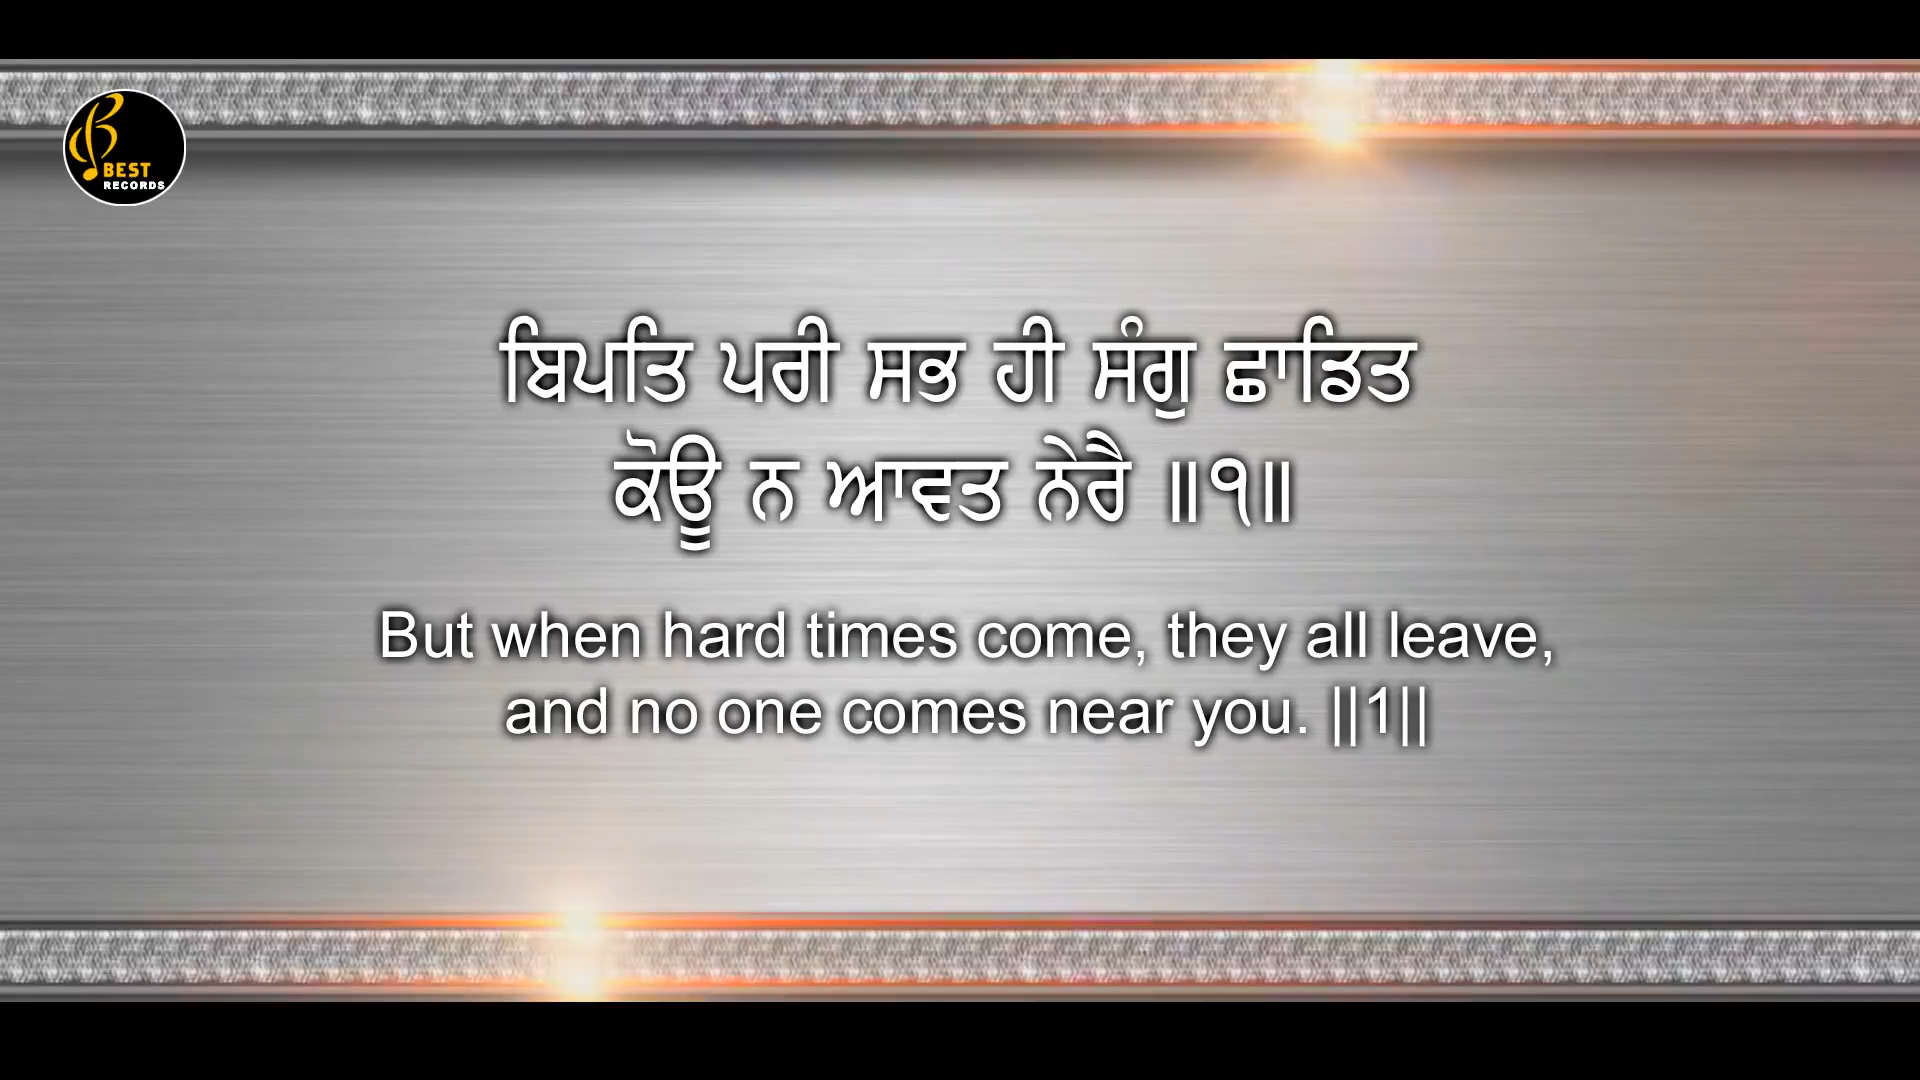 BEST
RECORDS
ਬਿਪਤਿ ਪਰੀ ਸਭ ਹੀ ਸੰਗੁ ਛਾਡਿਤ
ਕੋਊ ਨ ਆਵਤ ਨੇਰੈ ॥੧॥
But when hard times come, they all leave,
and no one comes near you. ||1||